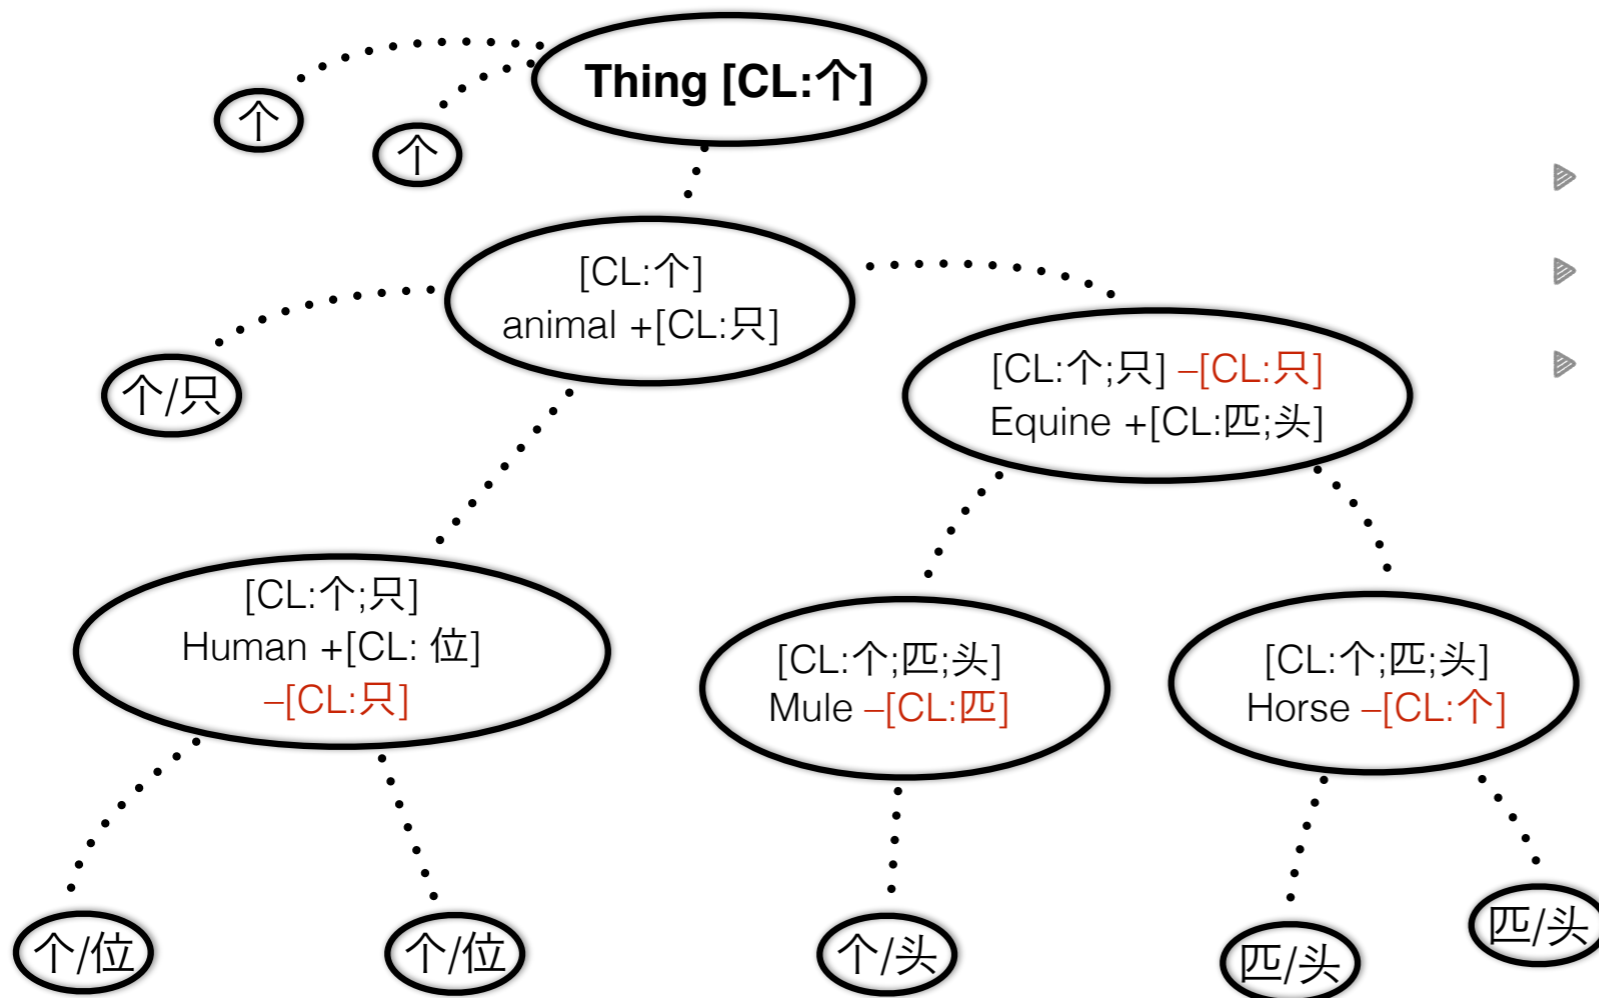 Thing [CL:个]
个
个
[CL:个]
animal +[CL:只]
个/只
[CL:个;只] –[CL:只]
Equine +[CL:匹;头]
[CL:个;只]
Human +[CL: 位]
–[CL:只]
[CL:个;匹;头]
Mule –[CL:匹]
[CL:个;匹;头]
Horse –[CL:个]
个/位
个/位
个/头
匹/头
匹/头